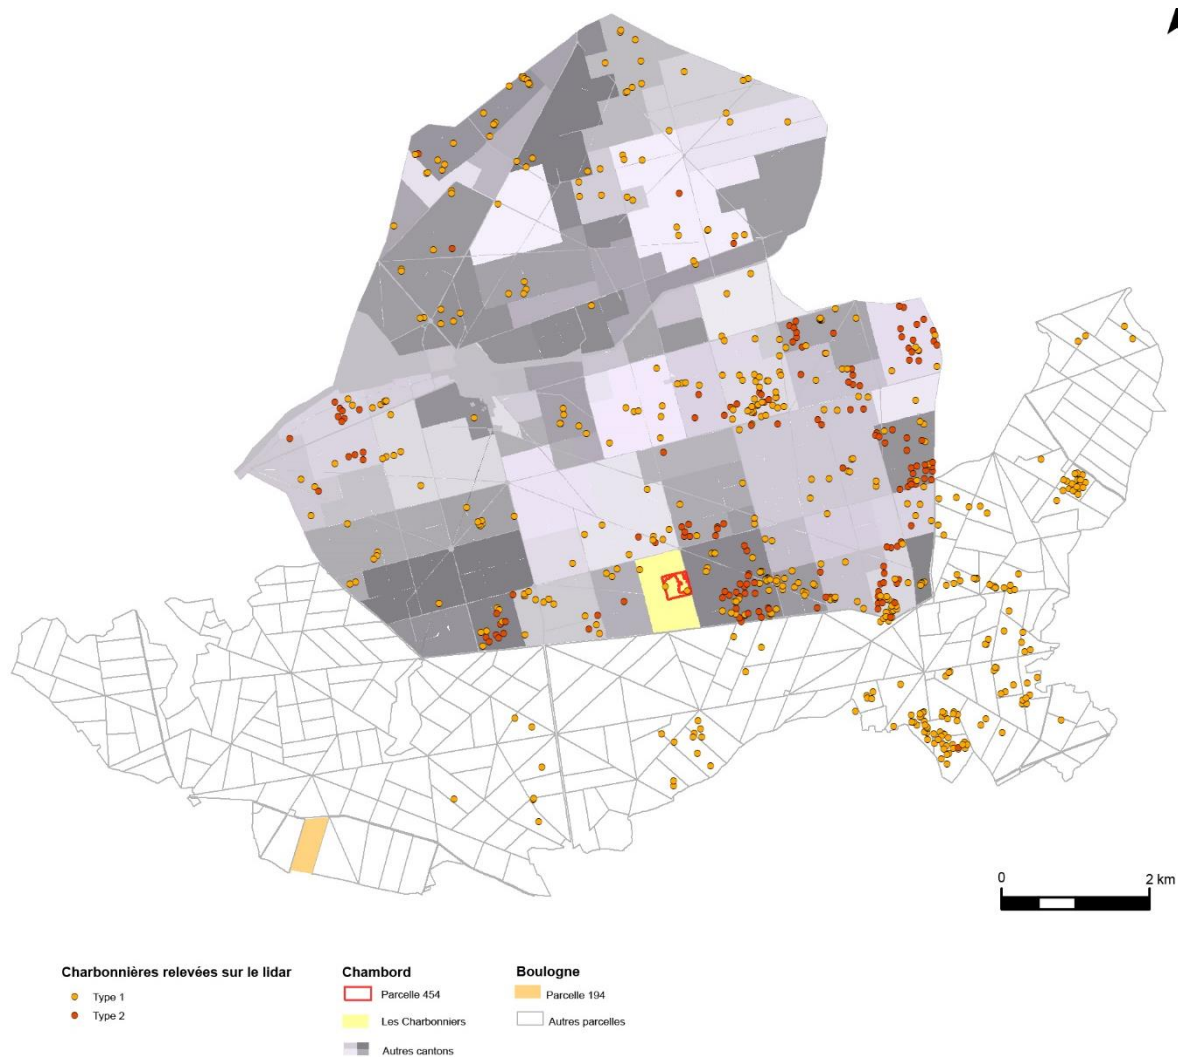 0 2 km
Charbonnières relevées sur le lidar
Type 1
Type 2
Chambord
Parcelle 454
Les Charbonniers
Autres cantons
Boulogne
Parcelle 194
Autres parcelles